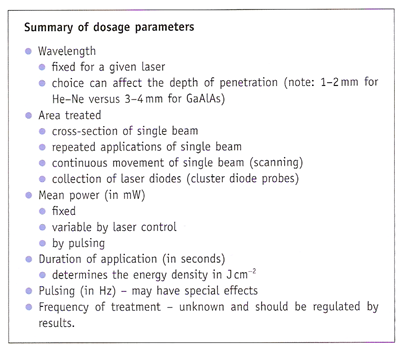 Summary of dosage parameters
● Wavelength
● fixed for a given laser
● choice can affect the depth of penetration (note: 1–2 mm for
He–Ne versus 3–4 mm for GaAlAs)
● Area treated
● cross-section of single beam
● repeated applications of single beam
● continuous movement of single beam (scanning)
● collection of laser diodes (cluster diode probes)
● Mean power (in mW)
● fixed
● variable by laser control
● by pulsing
● Duration of application (in seconds)
● determines the energy density in J cm⁻²
● Pulsing (in Hz) – may have special effects
● Frequency of treatment – unknown and should be regulated by
results.